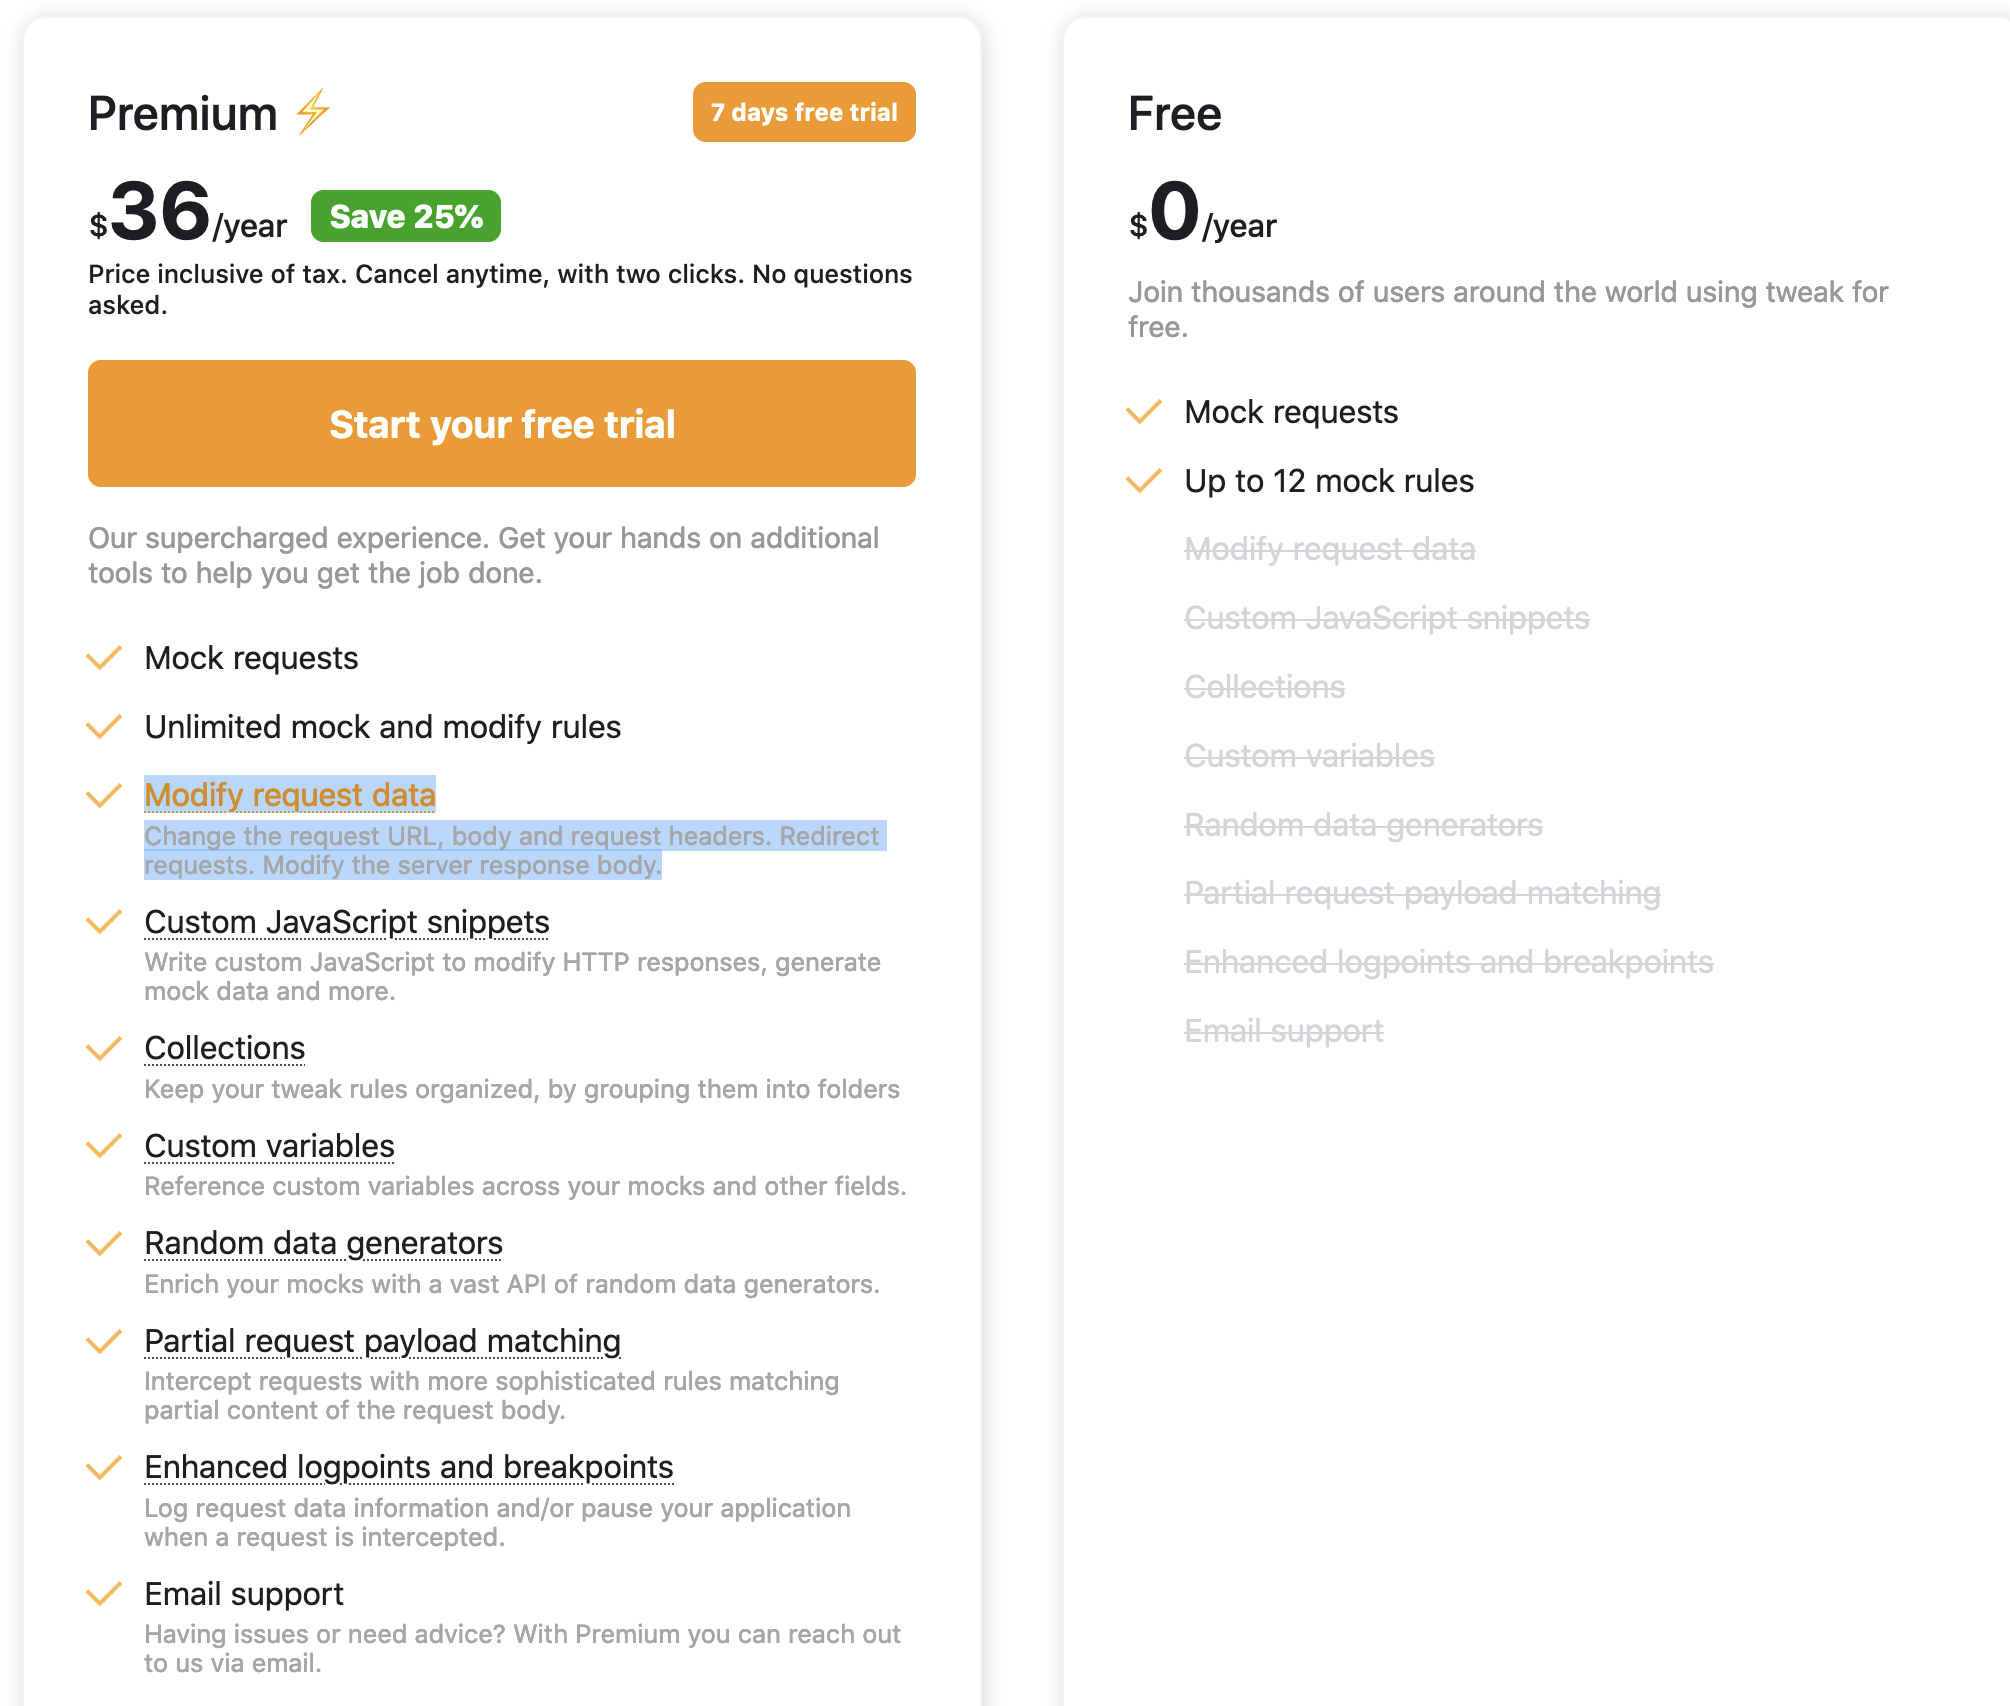 Premium ⚡
7 days free trial
$36/year
Save 25%
Price inclusive of tax. Cancel anytime, with two clicks. No questions
asked.
Start your free trial
Our supercharged experience. Get your hands on additional
tools to help you get the job done.
Mock requests
Unlimited mock and modify rules
Modify request data
Change the request URL, body and request headers. Redirect
requests. Modify the server response body.
Custom JavaScript snippets
Write custom JavaScript to modify HTTP responses, generate
mock data and more.
Collections
Keep your tweak rules organized, by grouping them into folders
Custom variables
Reference custom variables across your mocks and other fields.
Random data generators
Enrich your mocks with a vast API of random data generators.
Partial request payload matching
Intercept requests with more sophisticated rules matching
partial content of the request body.
Enhanced logpoints and breakpoints
Log request data information and/or pause your application
when a request is intercepted.
Email support
Having issues or need advice? With Premium you can reach out
to us via email.
Free
$0/year
Join thousands of users around the world using tweak for
free.
Mock requests
Up to 12 mock rules
Modify request data
Custom JavaScript snippets
Collections
Custom variables
Random data generators
Partial request payload matching
Enhanced logpoints and breakpoints
Email support